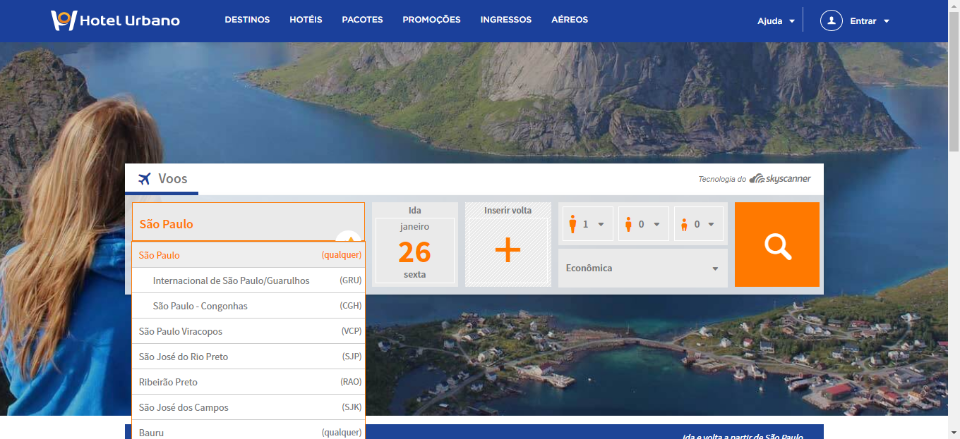 Hotel Urbano
DESTINOS HOTÉIS PACOTES PROMOÇÕES INGRESSOS AÉREOS
Ajuda Entrar
Voos
Tecnologia do skyscanner
São Paulo
Ida
janeiro
26
sexta
Inserir volta
1 0 0
Econômica
São Paulo (qualquer)
Internacional de São Paulo/Guarulhos (GRU)
São Paulo - Congonhas (CGH)
São Paulo Viracopos (VCP)
São José do Rio Preto (SJP)
Ribeirão Preto (RAO)
São José dos Campos (SJK)
Bauru (qualquer)
Ida e volta a partir de São Paulo